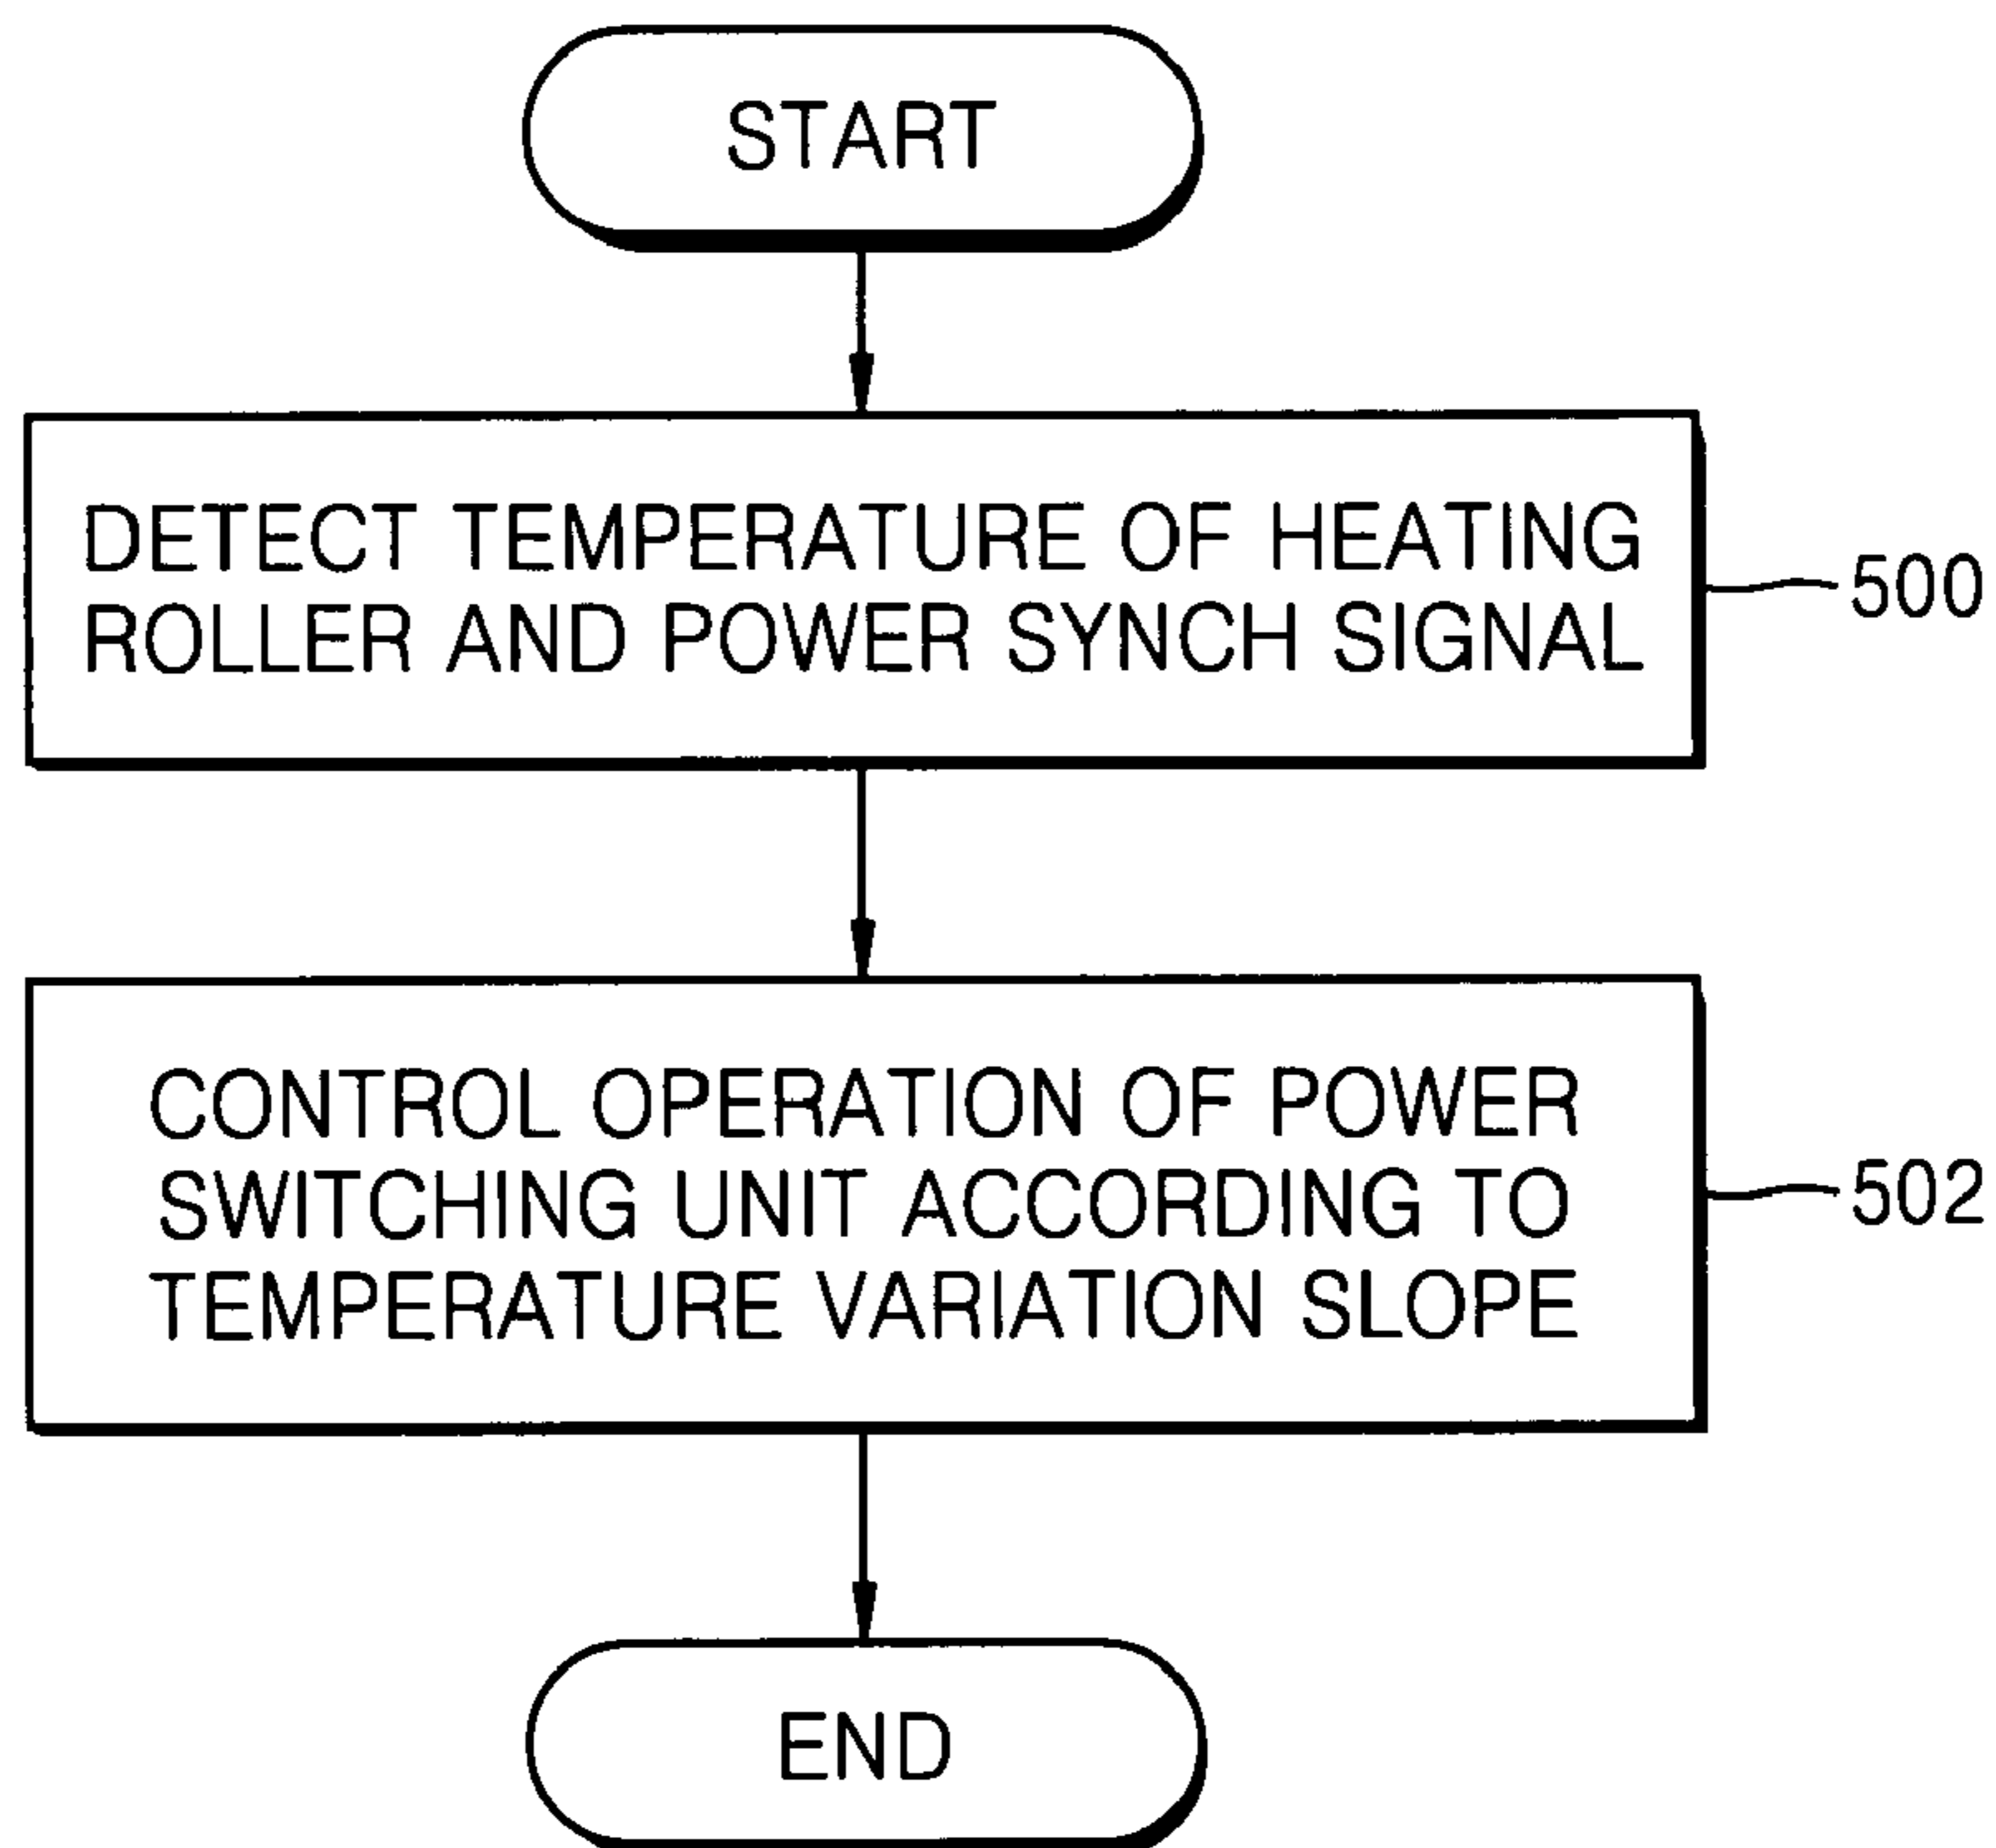 START
DETECT TEMPERATURE OF HEATING
ROLLER AND POWER SYNCH SIGNAL
500
CONTROL OPERATION OF POWER
SWITCHING UNIT ACCORDING TO
TEMPERATURE VARIATION SLOPE
502
END